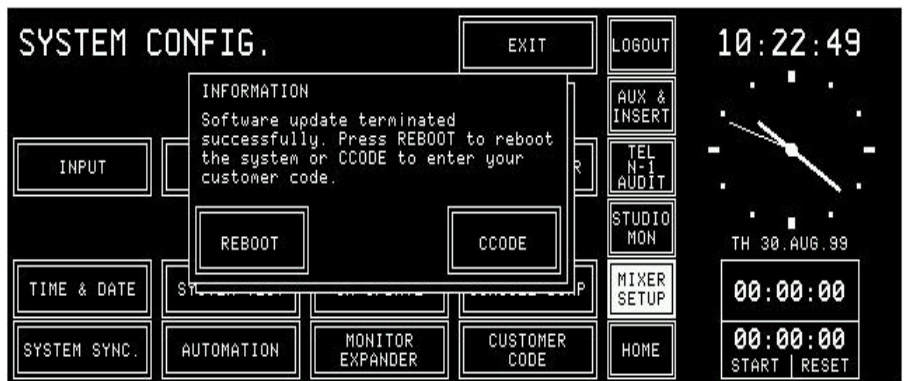 SYSTEM CONFIG.
EXIT
LOGOUT
10:22:49
INFORMATION
Software update terminated
successfully. Press REBOOT to reboot
the system or CCODE to enter your
customer code.
REBOOT
CCODE
AUX &
INSERT
INPUT
R
TEL
N-1
AUDIT
STUDIO
MON
TH 30.AUG.99
TIME & DATE
MIXER
SETUP
00:00:00
SYSTEM SYNC.
AUTOMATION
MONITOR
EXPANDER
CUSTOMER
CODE
HOME
00:00:00
START | RESET